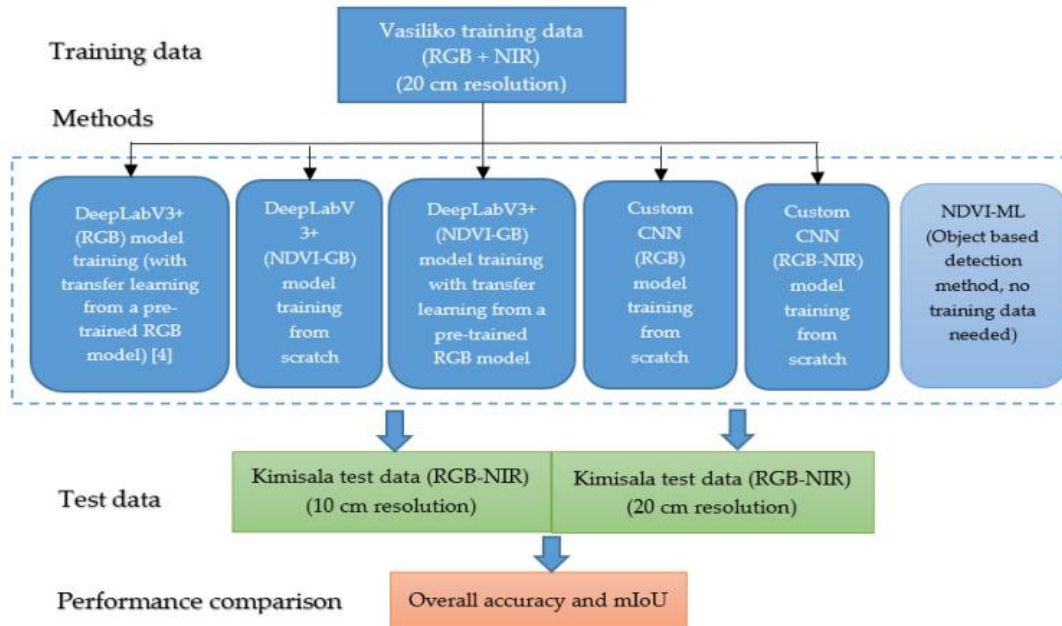 Training data
Vasiliko training data
(RGB + NIR)
(20 cm resolution)
Methods
DeepLabV3+
(RGB) model
training (with
transfer learning
from a pre-
trained RGB
model) [4]
DeepLabV
3+
(NDVI-GB)
model
training
from
scratch
DeepLabV3+
(NDVI-GB)
model training
with transfer
learning from a
pre-trained
RGB model
Custom
CNN
(RGB)
model
training
from
scratch
Custom
CNN
(RGB-NIR)
model
training
from
scratch
NDVI-ML
(Object based
detection
method, no
training data
needed)
Test data
Kimisala test data (RGB-NIR)
(10 cm resolution)
Kimisala test data (RGB-NIR)
(20 cm resolution)
Performance comparison
Overall accuracy and mIoU